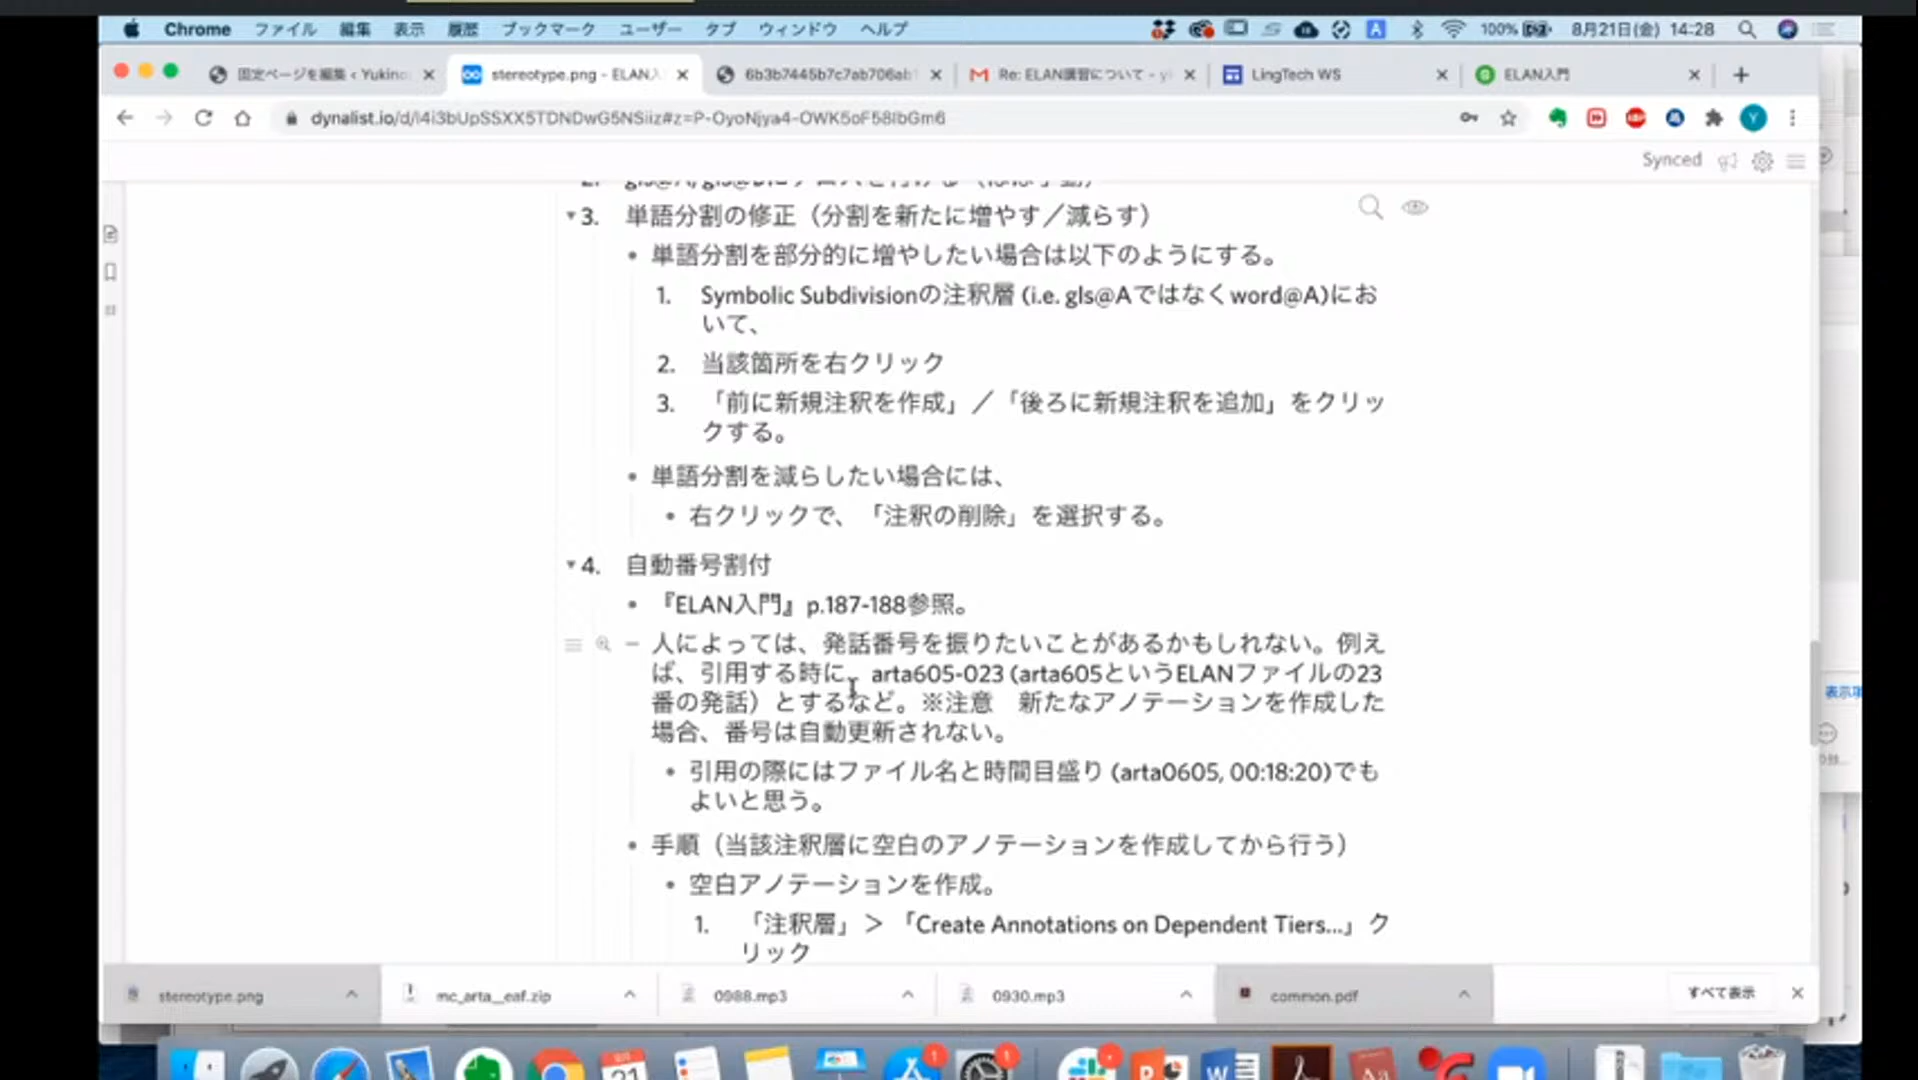 Chrome ファイル 編集 表示 履歴 ブックマーク ユーザー タブ ウィンドウ ヘルプ 100% 8月21日(金) 14:28
固定ページを編集 ‹ Yukino
stereotype.png - ELAN入
6b3b7445b7c7ab706ab
Re: ELAN講習について - yi
LingTech WS
ELAN入門
dynalist.io/d/i4i3bUpSSXX5TDNDwG5NSiiz#z=P-OyoNjya4-OWK5oF58IbGm6
Synced
3. 単語分割の修正（分割を新たに増やす／減らす）
• 単語分割を部分的に増やしたい場合は以下のようにする。
1. Symbolic Subdivisionの注釈層 (i.e. gls@Aではなくword@A)にお
いて、
2. 当該箇所を右クリック
3. 「前に新規注釈を作成」／「後ろに新規注釈を追加」をクリッ
クする。
• 単語分割を減らしたい場合には、
• 右クリックで、「注釈の削除」を選択する。
4. 自動番号割付
• 『ELAN入門』p.187-188参照。
人によっては、発話番号を振りたいことがあるかもしれない。例え
ば、引用する時に、arta605-023 (arta605というELANファイルの23
番の発話）とするなど。※注意　新たなアノテーションを作成した
場合、番号は自動更新されない。
• 引用の際にはファイル名と時間目盛り (arta0605, 00:18:20)でも
よいと思う。
• 手順（当該注釈層に空白のアノテーションを作成してから行う）
• 空白アノテーションを作成。
1. 「注釈層」＞「Create Annotations on Dependent Tiers...」ク
リック
stereotype.png
mc_arta_eaf.zip
0988.mp3
0930.mp3
common.pdf
すべて表示